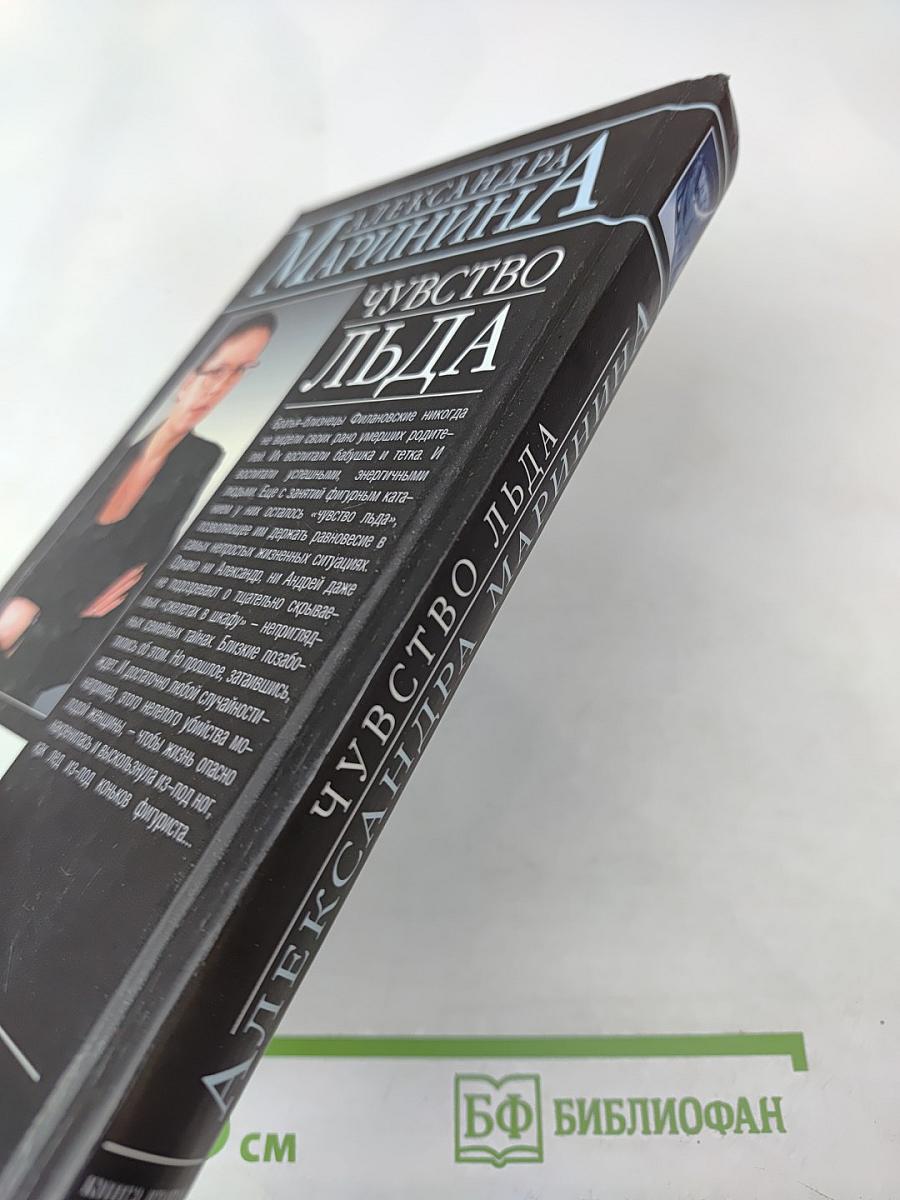 АЛЕКСАНДРА
МАРИНИНА
ЧУВСТВО
ЛЬДА
Братья-близнецы Филановские никогда
не видели своих рано умерших родите-
лей. Их воспитали бабушка и тетка. И
воспитали успешными, энергичными
людьми. Еще с занятий фигурным ката-
нием у них осталось «чувство льда»,
позволяющее им держать равновесие в
самых непростых жизненных ситуациях.
Однако ни Александр, ни Андрей даже
не подозревают о тщательно скрывае-
мых «скелетах в шкафу» – непригляд-
ных семейных тайнах. Близкие позабо-
тились об этом. Но прошлое, затаившись,
ждет. И достаточно любой случайности –
например, этого нелепого убийства мо-
лодой женщины, – чтобы жизнь опасно
накренилась и выскользнула из-под ног,
как лед из-под коньков фигуриста...
ЧУВСТВО ЛЬДА
АЛЕКСАНДРА МАРИНИНА
см
БФ БИБЛИОФАН